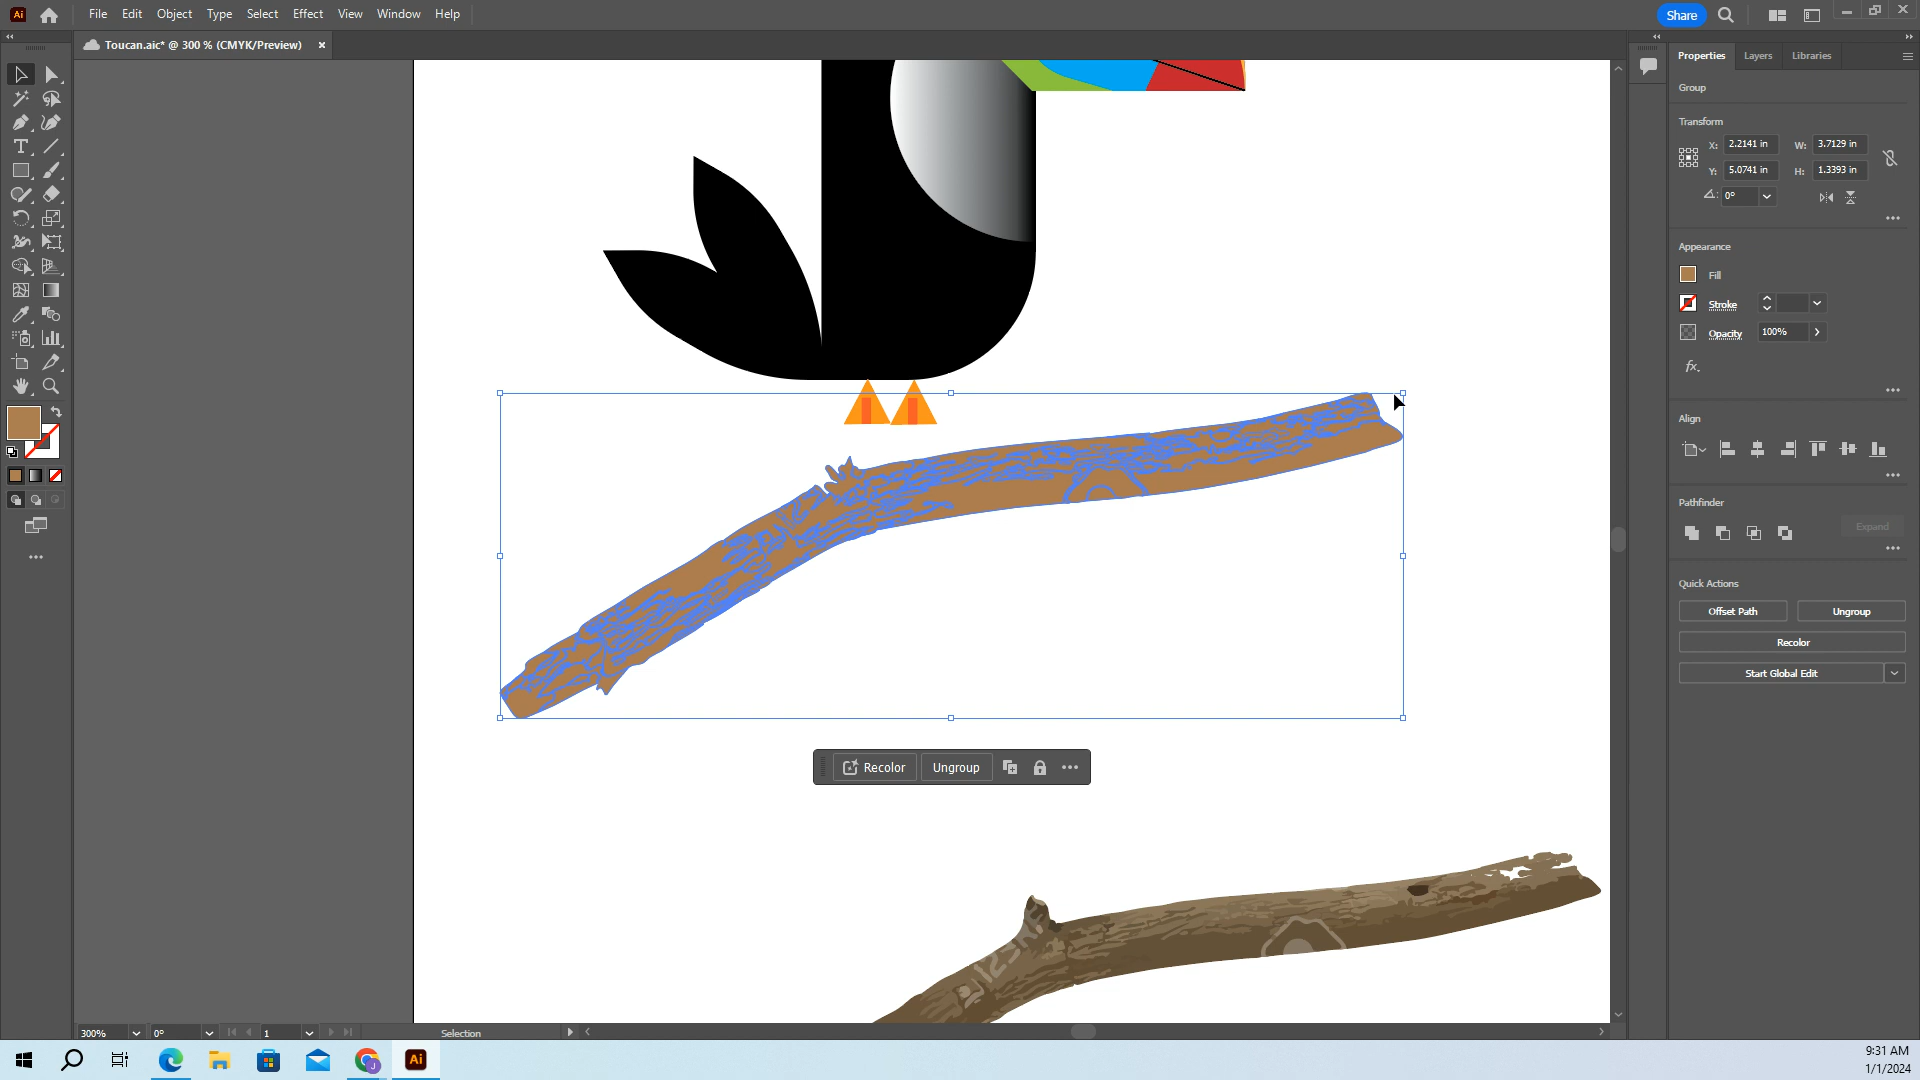 Ai File Edit Object Type Select Effect View Window Help Share
Toucan.aic* @ 300 % (CMYK/Preview) ×
Properties Layers Libraries
Group
Transform
X: 2.2141 in W: 3.7129 in
Y: 5.0741 in H: 1.3393 in
0°
Appearance
Fill
Stroke
Opacity 100%
fx.
Align
Pathfinder
Expand
Quick Actions
Offset Path Ungroup
Recolor
Start Global Edit
Recolor Ungroup
300% 0° 1 Selection
J Ai
9:31 AM
1/1/2024